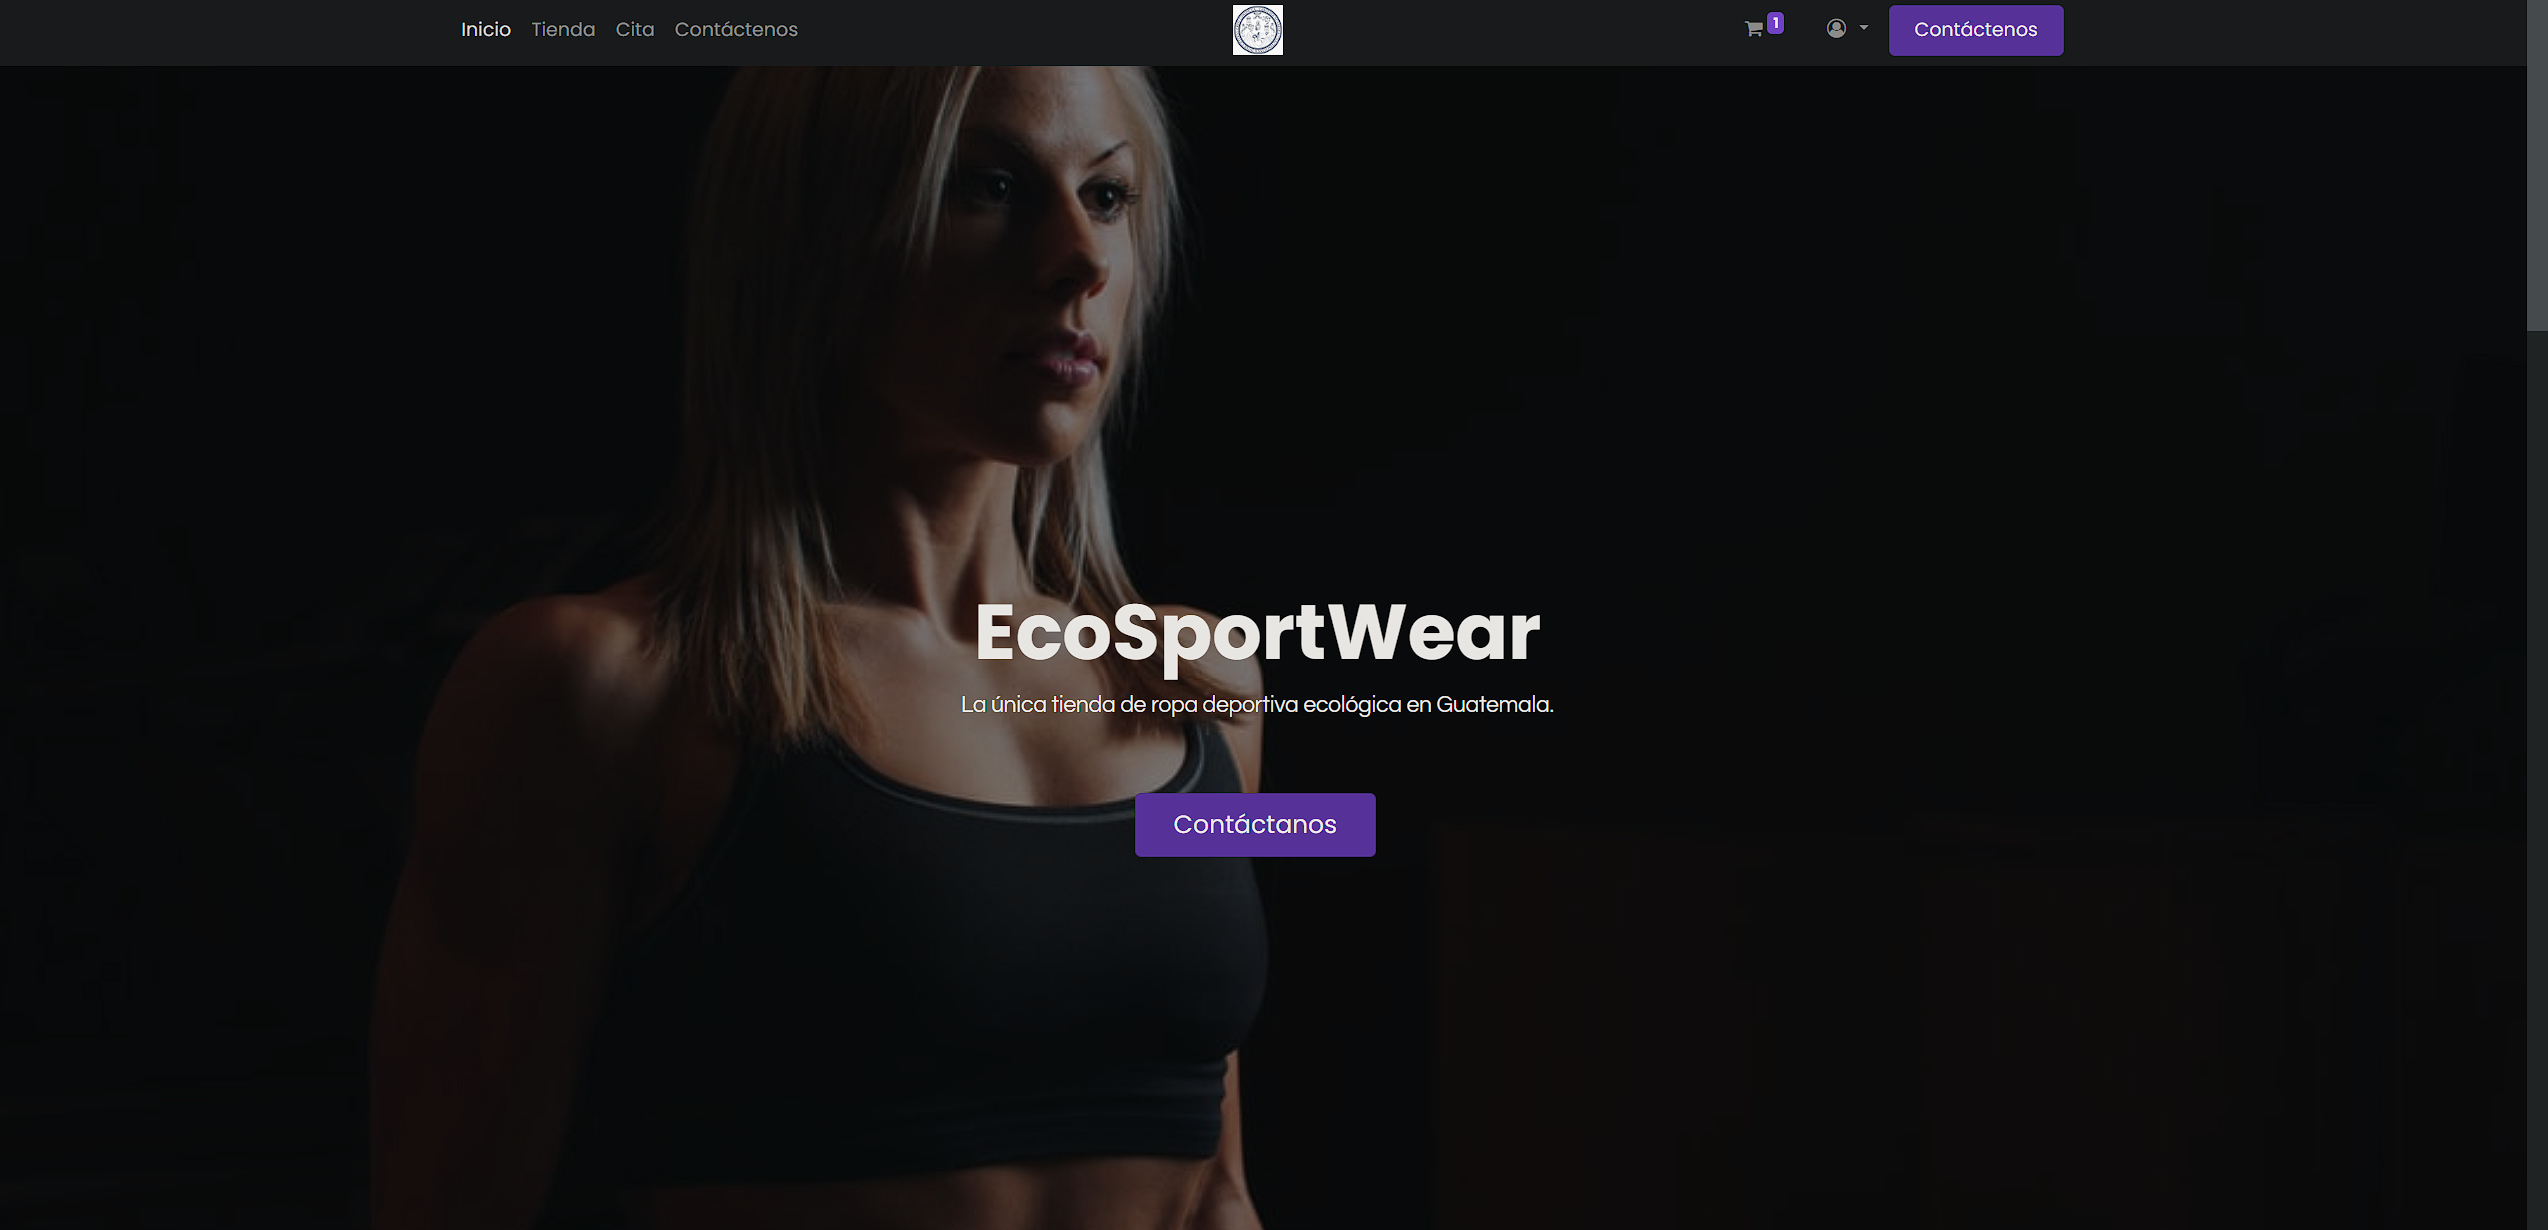 Inicio Tienda Cita Contáctenos
1
Contáctenos
EcoSportWear
La única tienda de ropa deportiva ecológica en Guatemala.
Contáctanos